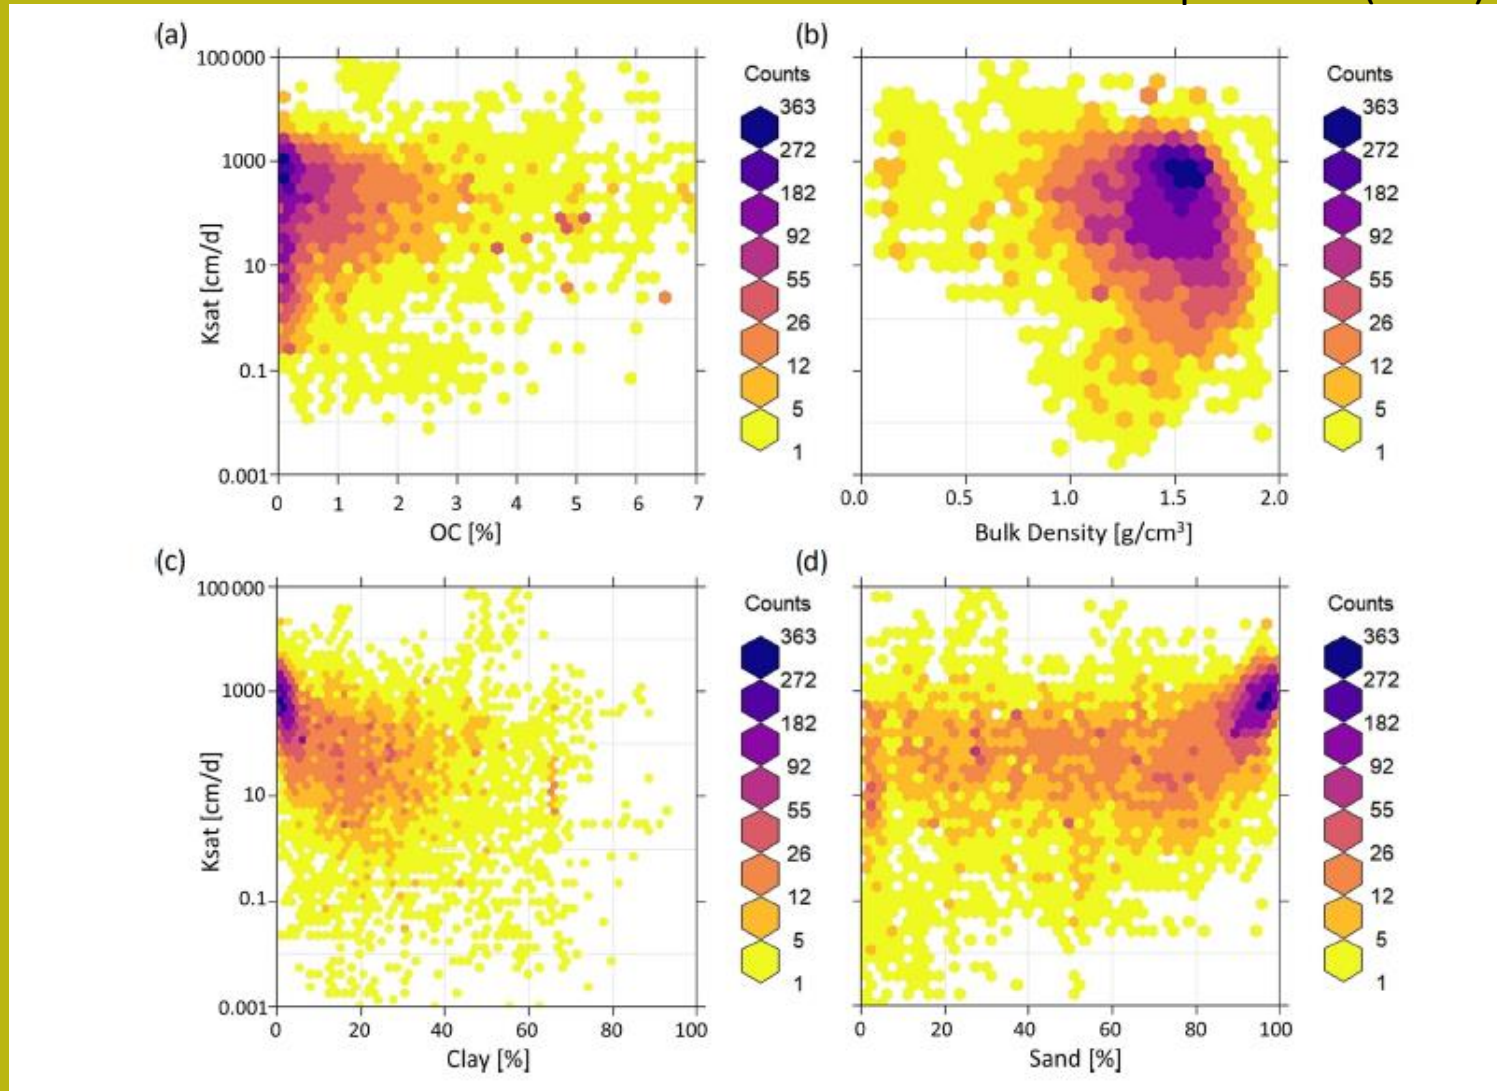 (a)
100 000
1000
10
0.1
0.001
Ksat [cm/d]
0 1 2 3 4 5 6 7
OC [%]
Counts
363
272
182
92
55
26
12
5
1
(b)
0.0 0.5 1.0 1.5 2.0
Bulk Density [g/cm³]
Counts
363
272
182
92
55
26
12
5
1
(c)
100 000
1000
10
0.1
0.001
Ksat [cm/d]
0 20 40 60 80 100
Clay [%]
Counts
363
272
182
92
55
26
12
5
1
(d)
0 20 40 60 80 100
Sand [%]
Counts
363
272
182
92
55
26
12
5
1